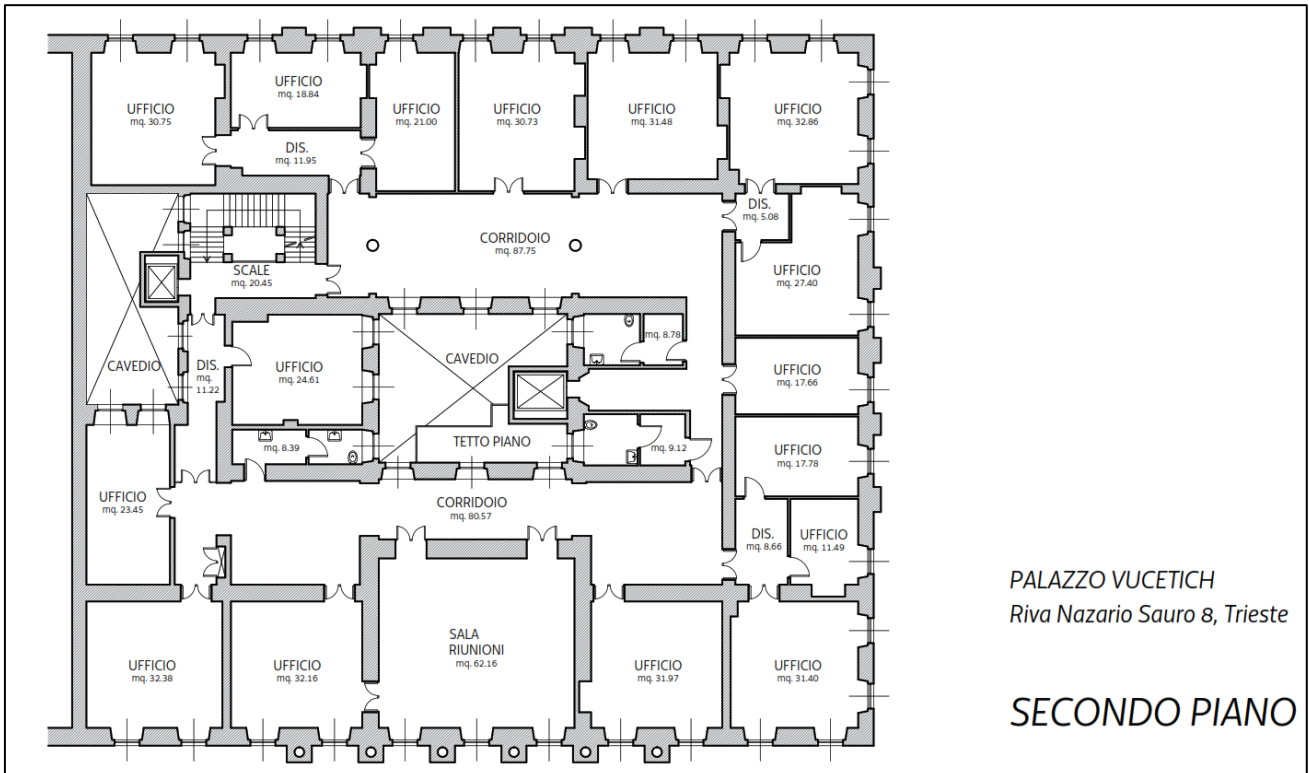 UFFICIO
mq. 30.75
UFFICIO
mq. 18.84
UFFICIO
mq. 21.00
UFFICIO
mq. 30.73
UFFICIO
mq. 31.48
UFFICIO
mq. 32.86
DIS.
mq. 11.95
DIS.
mq. 5.08
CORRIDOIO
mq. 87.75
SCALE
mq. 20.45
UFFICIO
mq. 27.40
CAVEDIO
DIS.
mq.
11.22
UFFICIO
mq. 24.61
CAVEDIO
mq. 8.78
UFFICIO
mq. 17.66
mq. 8.39
TETTO PIANO
mq. 9.12
UFFICIO
mq. 17.78
UFFICIO
mq. 23.45
CORRIDOIO
mq. 80.57
DIS.
mq. 8.66
UFFICIO
mq. 11.49
UFFICIO
mq. 32.38
UFFICIO
mq. 32.16
SALA
RIUNIONI
mq. 62.16
UFFICIO
mq. 31.97
UFFICIO
mq. 31.40
PALAZZO VUCETICH
Riva Nazario Sauro 8, Trieste
SECONDO PIANO